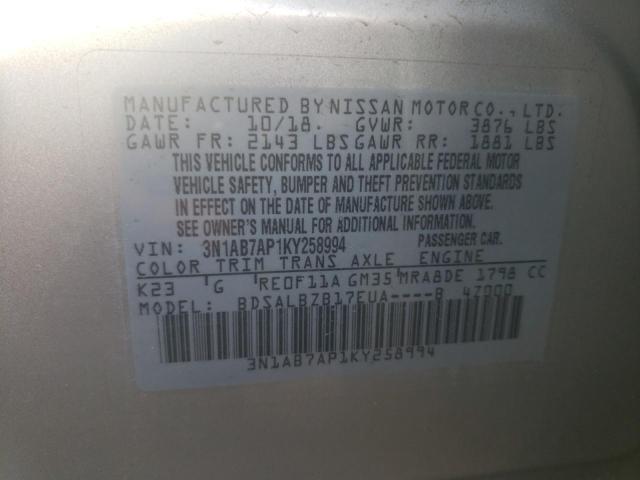 MANUFACTURED BY NISSAN MOTOR CO., LTD.
DATE: 10/18. GVWR: 3876 LBS
GAWR FR: 2143 LBS GAWR RR: 1881 LBS
THIS VEHICLE CONFORMS TO ALL APPLICABLE FEDERAL MOTOR
VEHICLE SAFETY, BUMPER AND THEFT PREVENTION STANDARDS
IN EFFECT ON THE DATE OF MANUFACTURE SHOWN ABOVE.
SEE OWNER'S MANUAL FOR ADDITIONAL INFORMATION.
VIN: 3N1AB7AP1KY258994 PASSENGER CAR.
COLOR TRIM TRANS AXLE ENGINE
K23 G RE0F11A GM35 MRA8DE 1798 CC
MODEL: BDSALBZB17EUA----B 47000
3N1AB7AP1KY258994